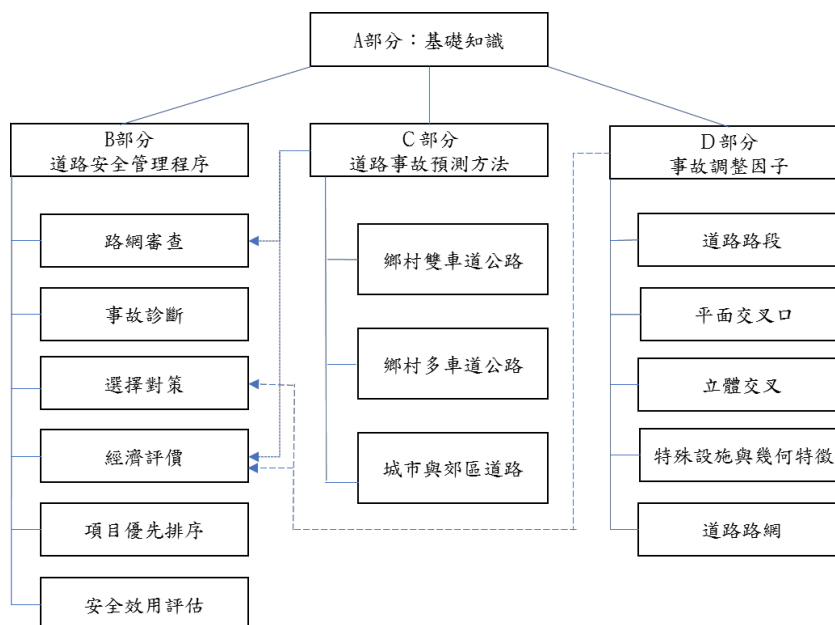 A部分：基礎知識
B部分
道路安全管理程序
路網審查
事故診斷
選擇對策
經濟評價
項目優先排序
安全效用評估
C部分
道路事故預測方法
鄉村雙車道公路
鄉村多車道公路
城市與郊區道路
D部分
事故調整因子
道路路段
平面交叉口
立體交叉
特殊設施與幾何特徵
道路路網